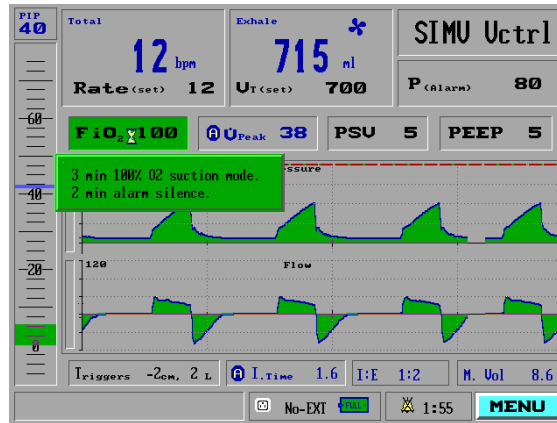 PIP
40
Total
12 bpm
Rate (set) 12
Exhale
715 ml
VT (set) 700
SIMV Vctrl
P (Alarm) 80
60
FiO2 100
A V̇Peak 38
PSV 5
PEEP 5
3 min 100% O2 suction mode.
2 min alarm silence.
ssure
40
120
Flow
20
0
Triggers -2cm, 2 L
A I.Time 1.6
I:E 1:2
M. Vol 8.6
No-EXT
FULL
1:55
MENU